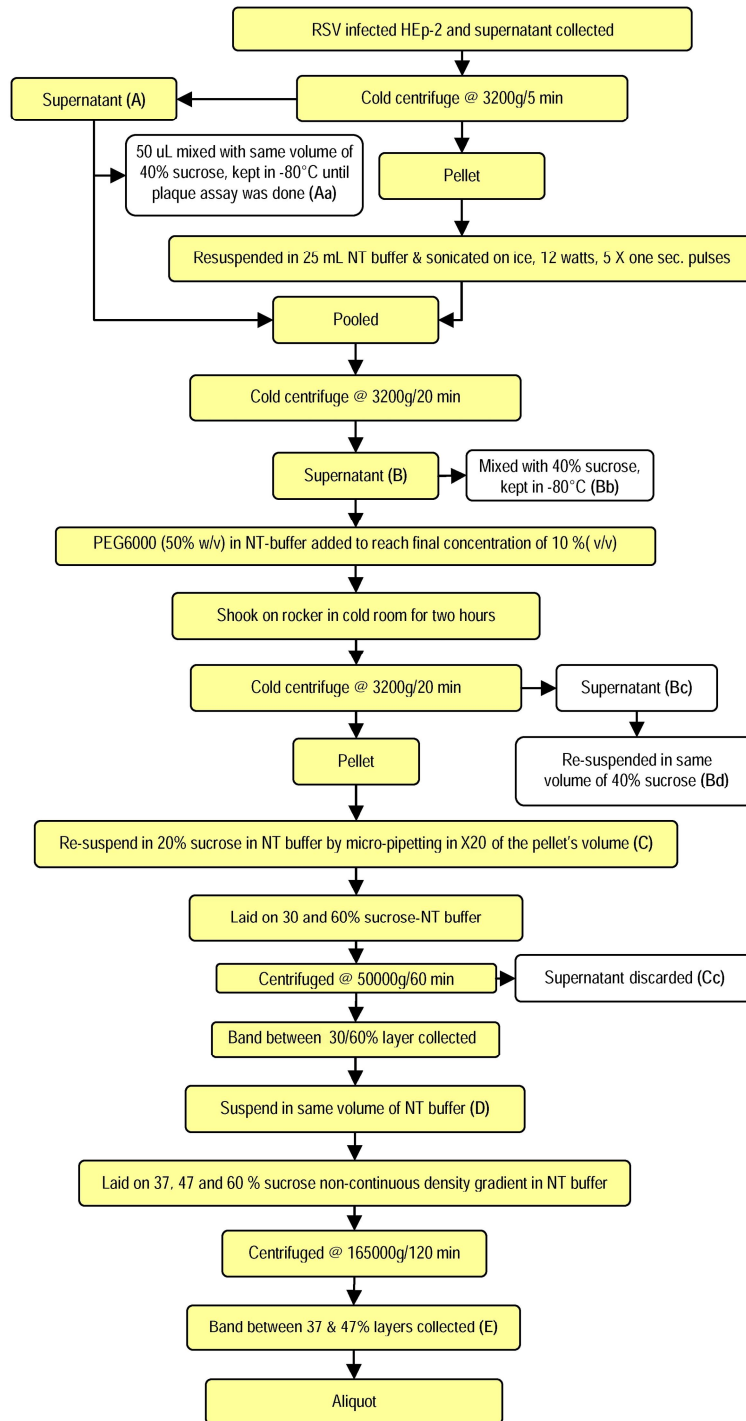 RSV infected HEp-2 and supernatant collected
Supernatant (A)
Cold centrifuge @ 3200g/5 min
50 uL mixed with same volume of
40% sucrose, kept in -80°C until
plaque assay was done (Aa)
Pellet
Resuspended in 25 mL NT buffer & sonicated on ice, 12 watts, 5 X one sec. pulses
Pooled
Cold centrifuge @ 3200g/20 min
Supernatant (B)
Mixed with 40% sucrose,
kept in -80°C (Bb)
PEG6000 (50% w/v) in NT-buffer added to reach final concentration of 10 %( v/v)
Shook on rocker in cold room for two hours
Cold centrifuge @ 3200g/20 min
Supernatant (Bc)
Pellet
Re-suspended in same
volume of 40% sucrose (Bd)
Re-suspend in 20% sucrose in NT buffer by micro-pipetting in X20 of the pellet's volume (C)
Laid on 30 and 60% sucrose-NT buffer
Centrifuged @ 50000g/60 min
Supernatant discarded (Cc)
Band between 30/60% layer collected
Suspend in same volume of NT buffer (D)
Laid on 37, 47 and 60 % sucrose non-continuous density gradient in NT buffer
Centrifuged @ 165000g/120 min
Band between 37 & 47% layers collected (E)
Aliquot